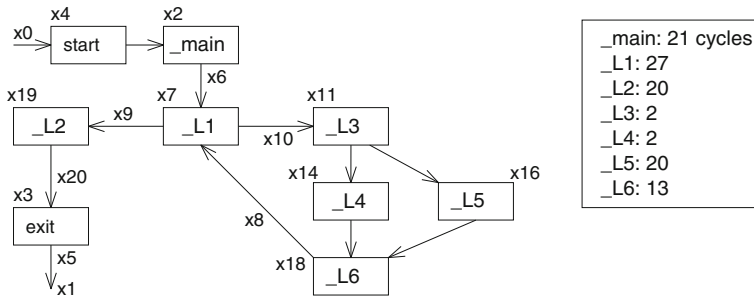 x4
x2
x0
start
_main
x6
x19
x7
x11
_L2
x9
_L1
x10
_L3
x20
x14
x16
x3
_L4
_L5
exit
x8
x5
x18
x1
_L6
_main: 21 cycles
_L1: 27
_L2: 20
_L3: 2
_L4: 2
_L5: 20
_L6: 13